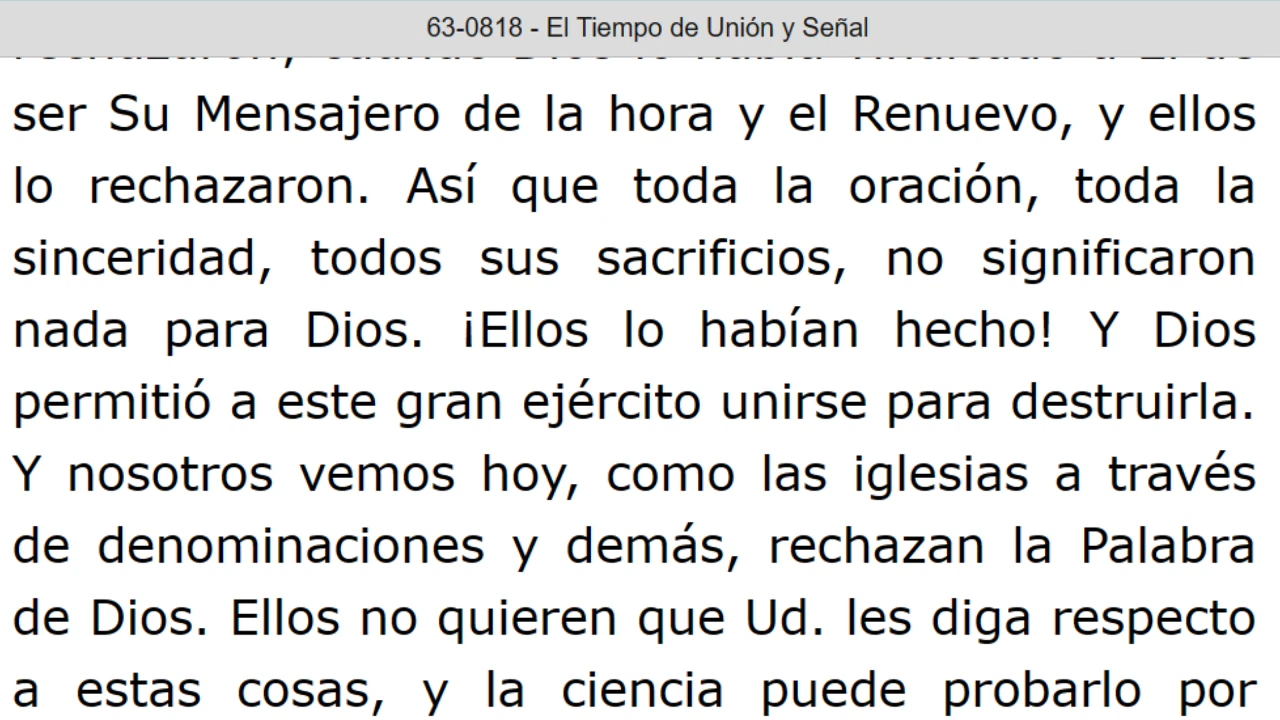 63-0818 - El Tiempo de Unión y Señal
ser Su Mensajero de la hora y el Renuevo, y ellos
lo rechazaron. Así que toda la oración, toda la
sinceridad, todos sus sacrificios, no significaron
nada para Dios. ¡Ellos lo habían hecho! Y Dios
permitió a este gran ejército unirse para destruirla.
Y nosotros vemos hoy, como las iglesias a través
de denominaciones y demás, rechazan la Palabra
de Dios. Ellos no quieren que Ud. les diga respecto
a estas cosas, y la ciencia puede probarlo por